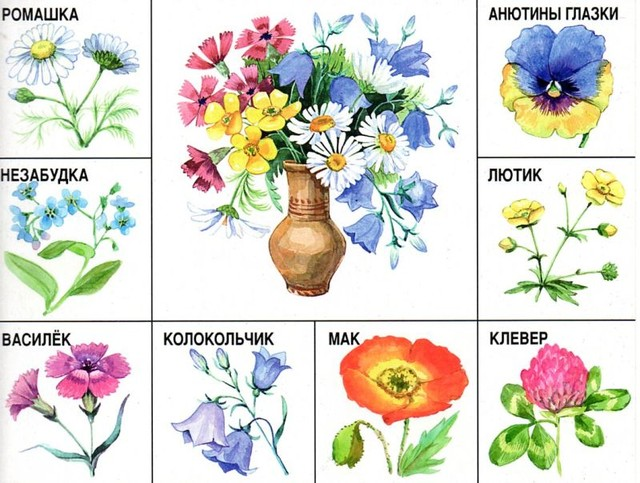 РОМАШКА
АНЮТИНЫ ГЛАЗКИ
НЕЗАБУДКА
ЛЮТИК
ВАСИЛЁК
КОЛОКОЛЬЧИК
МАК
КЛЕВЕР